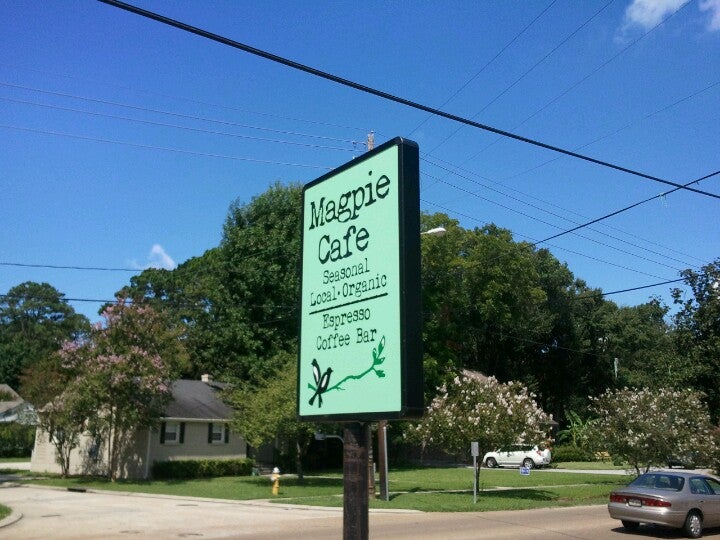 Magpie
Cafe
Seasonal
Local · Organic
Espresso
Coffee Bar